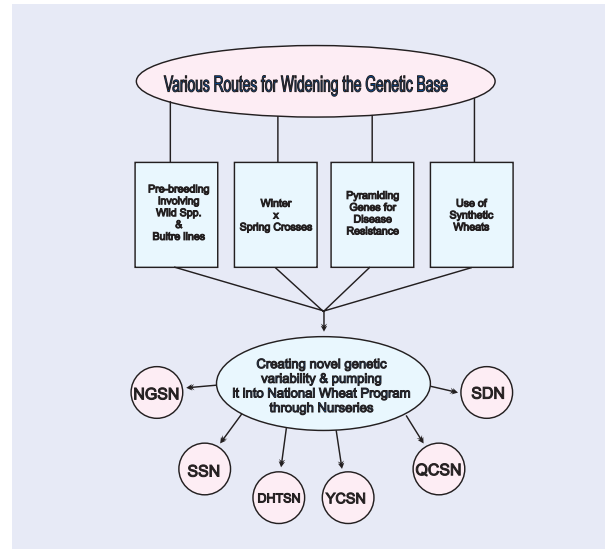 Various Routes for Widening the Genetic Base
Pre-breeding
Involving
Wild Spp.
&
Buitre lines
Winter
x
Spring Crosses
Pyramiding
Genes for
Disease
Resistance
Use of
Synthetic
Wheats
Creating novel genetic
variability & pumping
it into National Wheat Program
through Nurseries
NGSN
SDN
SSN
QCSN
DHTSN
YCSN